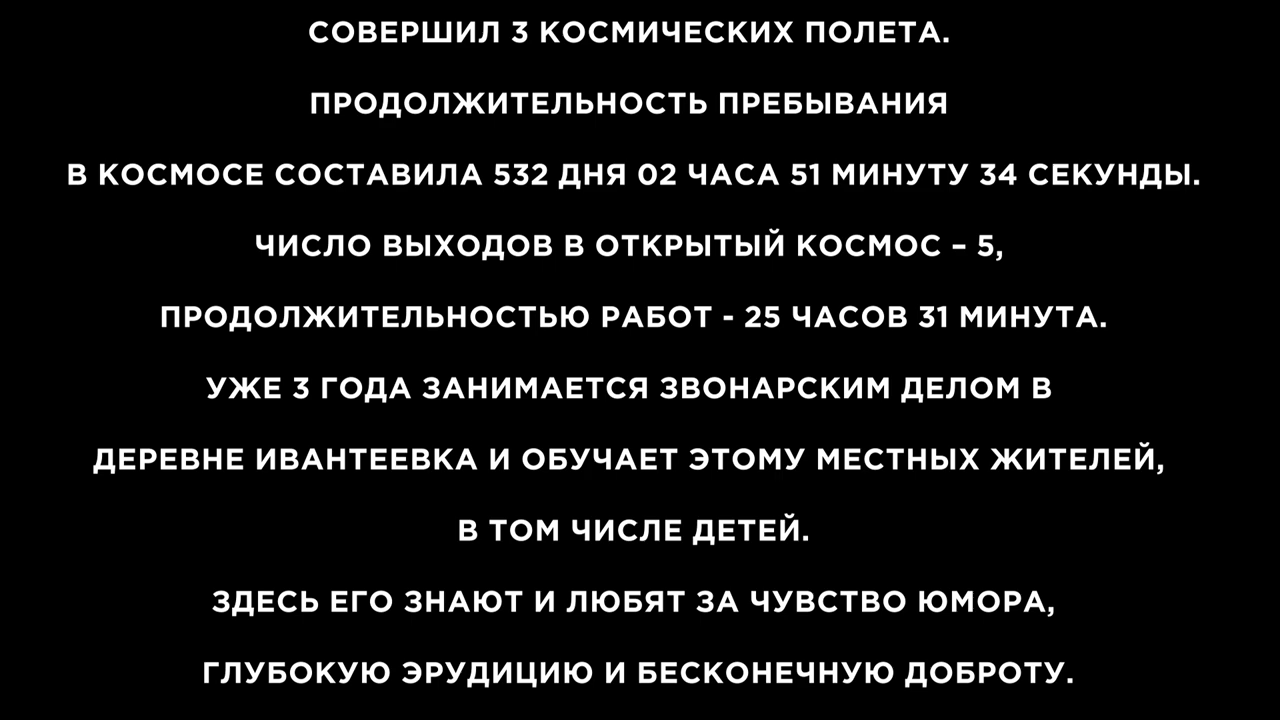 СОВЕРШИЛ 3 КОСМИЧЕСКИХ ПОЛЕТА.
ПРОДОЛЖИТЕЛЬНОСТЬ ПРЕБЫВАНИЯ
В КОСМОСЕ СОСТАВИЛА 532 ДНЯ 02 ЧАСА 51 МИНУТУ 34 СЕКУНДЫ.
ЧИСЛО ВЫХОДОВ В ОТКРЫТЫЙ КОСМОС – 5,
ПРОДОЛЖИТЕЛЬНОСТЬЮ РАБОТ - 25 ЧАСОВ 31 МИНУТА.
УЖЕ 3 ГОДА ЗАНИМАЕТСЯ ЗВОНАРСКИМ ДЕЛОМ В
ДЕРЕВНЕ ИВАНТЕЕВКА И ОБУЧАЕТ ЭТОМУ МЕСТНЫХ ЖИТЕЛЕЙ,
В ТОМ ЧИСЛЕ ДЕТЕЙ.
ЗДЕСЬ ЕГО ЗНАЮТ И ЛЮБЯТ ЗА ЧУВСТВО ЮМОРА,
ГЛУБОКУЮ ЭРУДИЦИЮ И БЕСКОНЕЧНУЮ ДОБРОТУ.